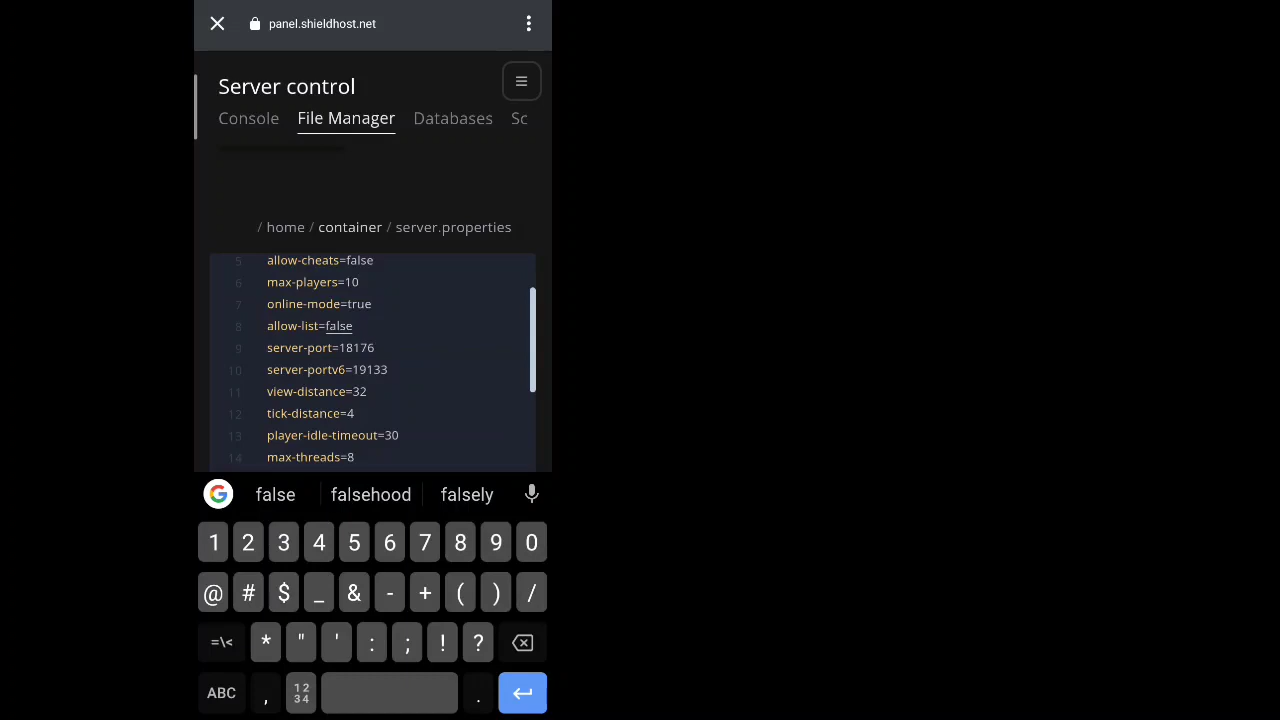 panel.shieldhost.net
Server control
Console File Manager Databases Sc
/ home / container / server.properties
5 allow-cheats=false
6 max-players=10
7 online-mode=true
8 allow-list=false
9 server-port=18176
10 server-portv6=19133
11 view-distance=32
12 tick-distance=4
13 player-idle-timeout=30
14 max-threads=8
false falsehood falsely
1 2 3 4 5 6 7 8 9 0
@ # $ _ & - + ( ) /
=\< * " ' : ; ! ?
ABC , 12 34 .